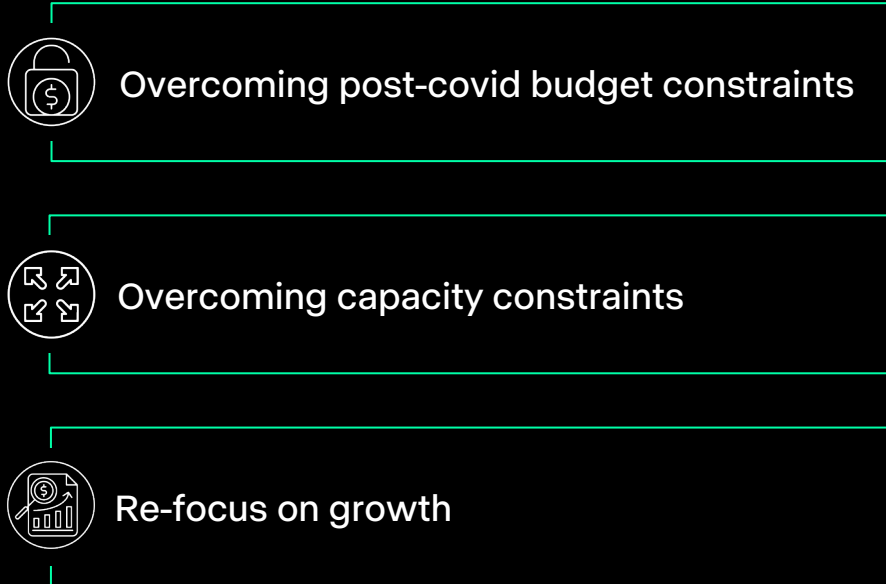 Overcoming post-covid budget constraints
Overcoming capacity constraints
Re-focus on growth